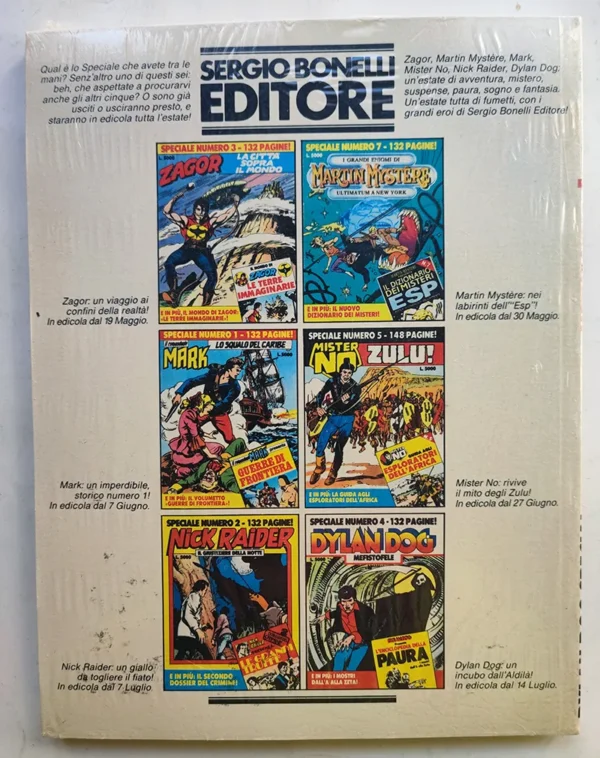 Qual è lo Speciale che avete tra le
mani? Senz'altro uno di questi sei:
beh, che aspettate a procurarvi
anche gli altri cinque? O sono già
usciti o usciranno presto, e
staranno in edicola tutta l'estate!
SERGIO BONELLI
EDITORE
Zagor, Martin Mystère, Mark,
Mister No, Nick Raider, Dylan Dog:
un'estate di avventura, mistero,
suspense, paura, sogno e fantasia.
Un'estate tutta di fumetti, con i
grandi eroi di Sergio Bonelli Editore!
SPECIALE NUMERO 3 - 132 PAGINE!
ZAGOR
LA CITTÀ
SOPRA
IL MONDO
ZAGOR
LE TERRE
IMMAGINARIE
E IN PIÙ, IL MONDO DI ZAGOR:
«LE TERRE IMMAGINARIE»!
Zagor: un viaggio ai
confini della realtà!
In edicola dal 19 Maggio.
SPECIALE NUMERO 7 - 132 PAGINE!
I GRANDI ENIGMI DI
MARTIN MYSTERE
ULTIMATUM A NEW YORK
IL DIZIONARIO
DEI MISTERI
ESP
E IN PIÙ, IL NUOVO
DIZIONARIO DEI MISTERI!
Martin Mystère: nei
labirinti dell'"Esp"!
In edicola dal 30 Maggio.
SPECIALE NUMERO 1 - 132 PAGINE!
MARK
LO SQUALO DEI CARAIBI
MARK
GUERRE DI
FRONTIERA
E IN PIÙ, IL VOLUMETTO
«GUERRE DI FRONTIERA»!
Mark: un imperdibile,
storico numero 1!
In edicola dal 7 Giugno.
SPECIALE NUMERO 5 - 148 PAGINE!
MISTER
NO
ZULU!
L. 3000
NO
ESPLORATORI
DELL'AFRICA
E IN PIÙ: LA GUIDA AGLI
ESPLORATORI DELL'AFRICA
Mister No: rivive
il mito degli Zulu!
In edicola dal 27 Giugno.
SPECIALE NUMERO 2 - 132 PAGINE!
NICK RAIDER
IL GIUSTIZIERE DELLA NOTTE
E IN PIÙ: IL SECONDO
DOSSIER DEL CRIMINE!
Nick Raider: un giallo
da togliere il fiato!
In edicola dal 7 Luglio
SPECIALE NUMERO 4 - 132 PAGINE!
DYLAN DOG
MEFISTOFELE
L'ENCICLOPEDIA DELLA
PAURA
E IN PIÙ: I MOSTRI
DALL'A ALLA ZETA!
Dylan Dog: un
incubo dall'Aldilà!
In edicola dal 14 Luglio.